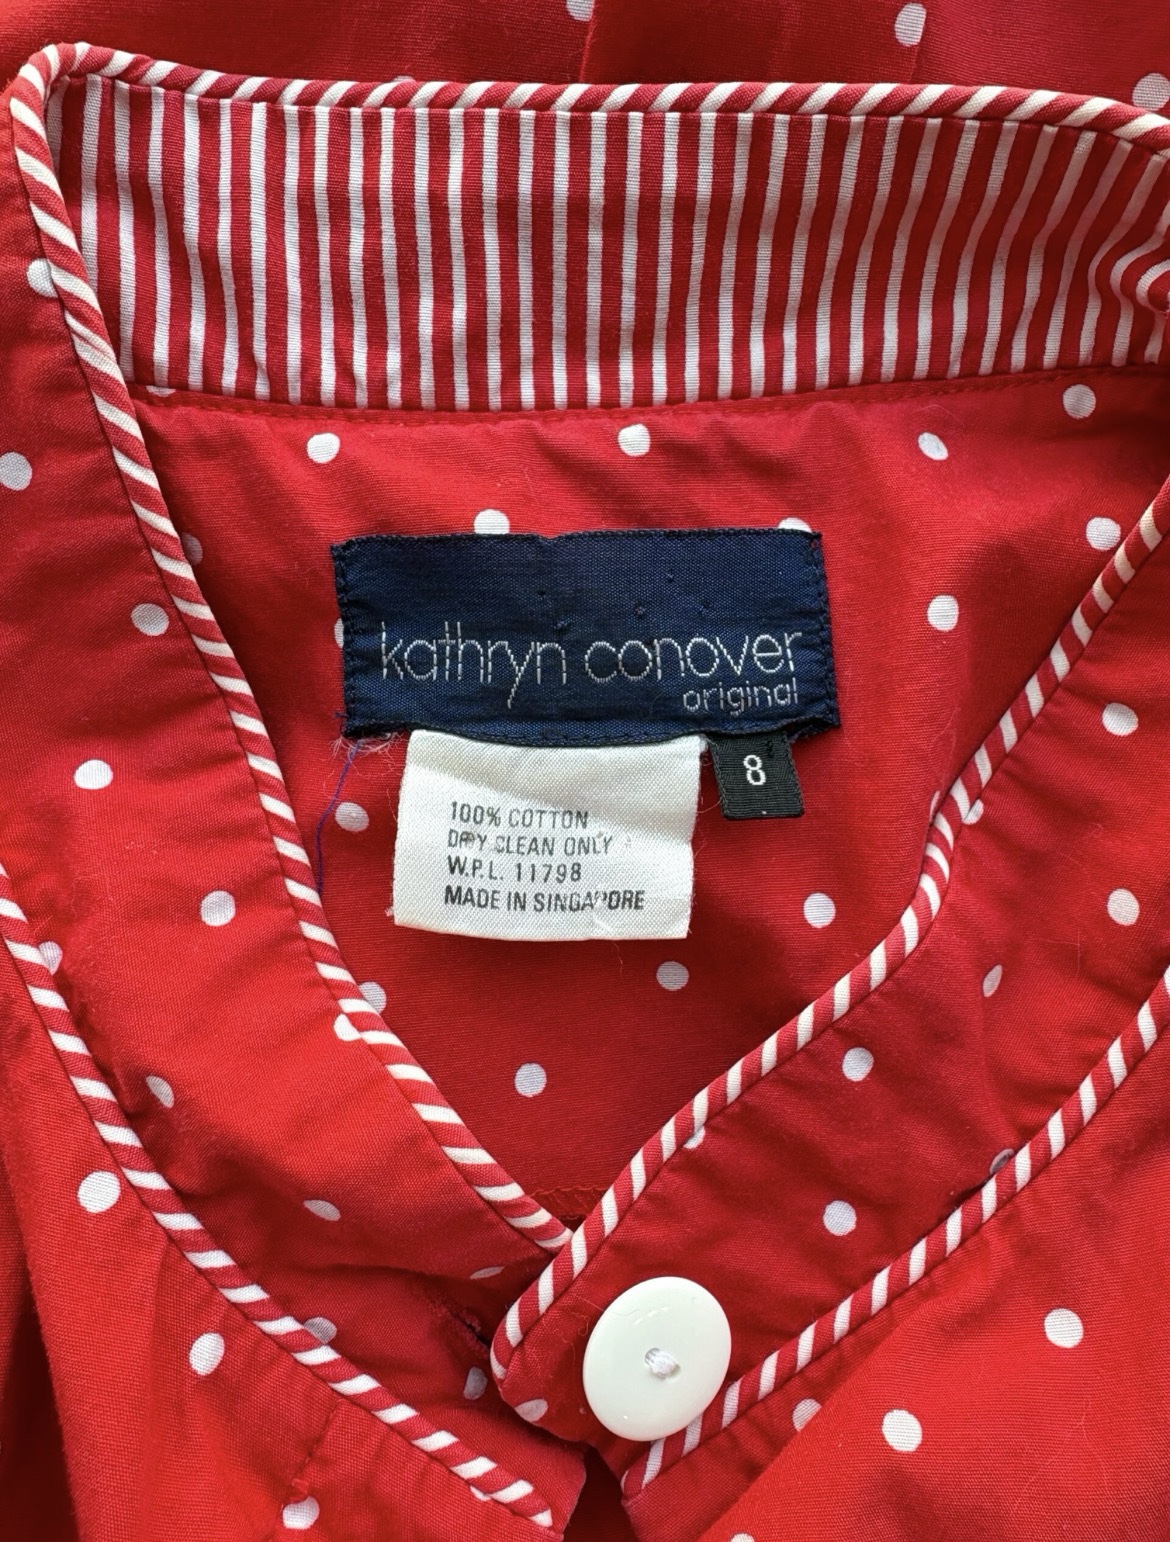 kathryn conover
original
8
100% COTTON
DRY CLEAN ONLY
W.P.L. 11798
MADE IN SINGAPORE